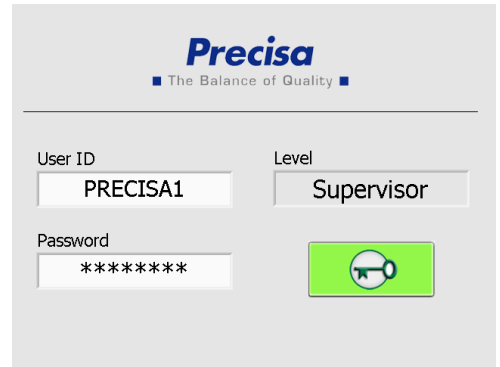 Precisa
■ The Balance of Quality ■
User ID
Level
PRECISA1
Supervisor
Password
********